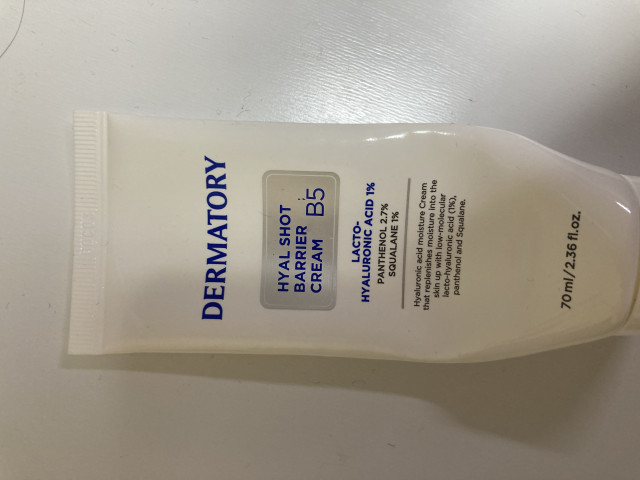 DERMATORY
HYAL SHOT
BARRIER
CREAM B5
LACTO-
HYALURONIC ACID 1%
PANTHENOL 2.7%
SQUALANE 1%
Hyaluronic acid moisture Cream
that replenishes moisture into the
skin up with low-molecular
lacto-hyaluronic acid (1%),
panthenol and Squalane.
70 ml/2.36 fl.oz.